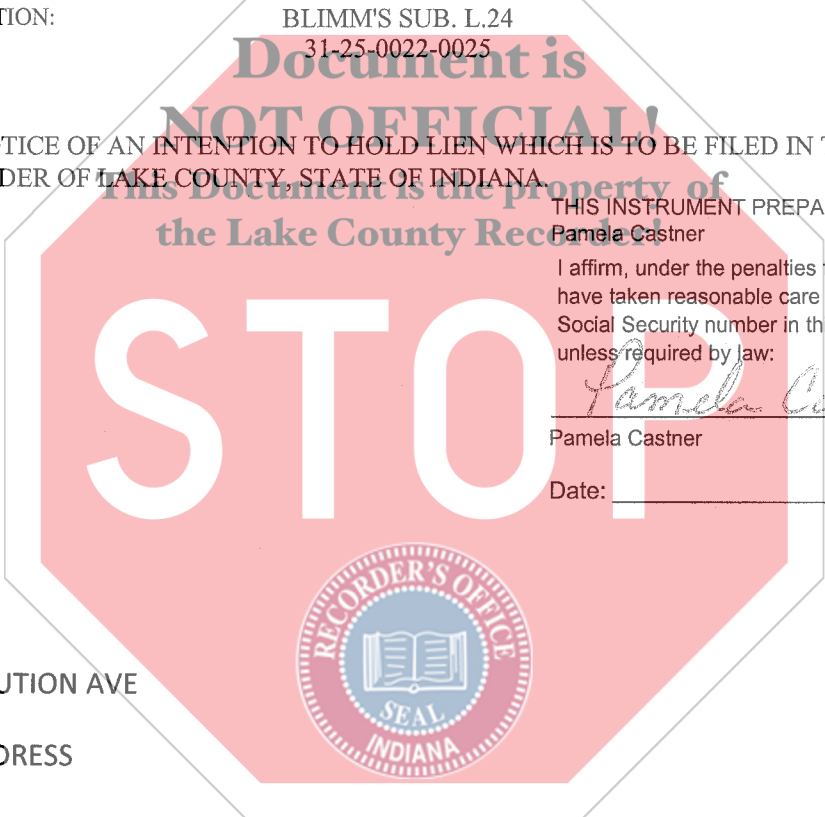 TION:
BLIMM'S SUB. L.24
31-25-0022-0025
Document is
NOT OFFICIAL!
TICE OF AN INTENTION TO HOLD LIEN WHICH IS TO BE FILED IN T
DER OF LAKE COUNTY, STATE OF INDIANA.
This Document is the property of
the Lake County Recorder!
THIS INSTRUMENT PREPA
Pamela Castner
I affirm, under the penalties
have taken reasonable care
Social Security number in th
unless required by law:
Pamela C
Pamela Castner
Date:
STOP
RECORDER'S OFFICE
SEAL
INDIANA
UTION AVE
DRESS